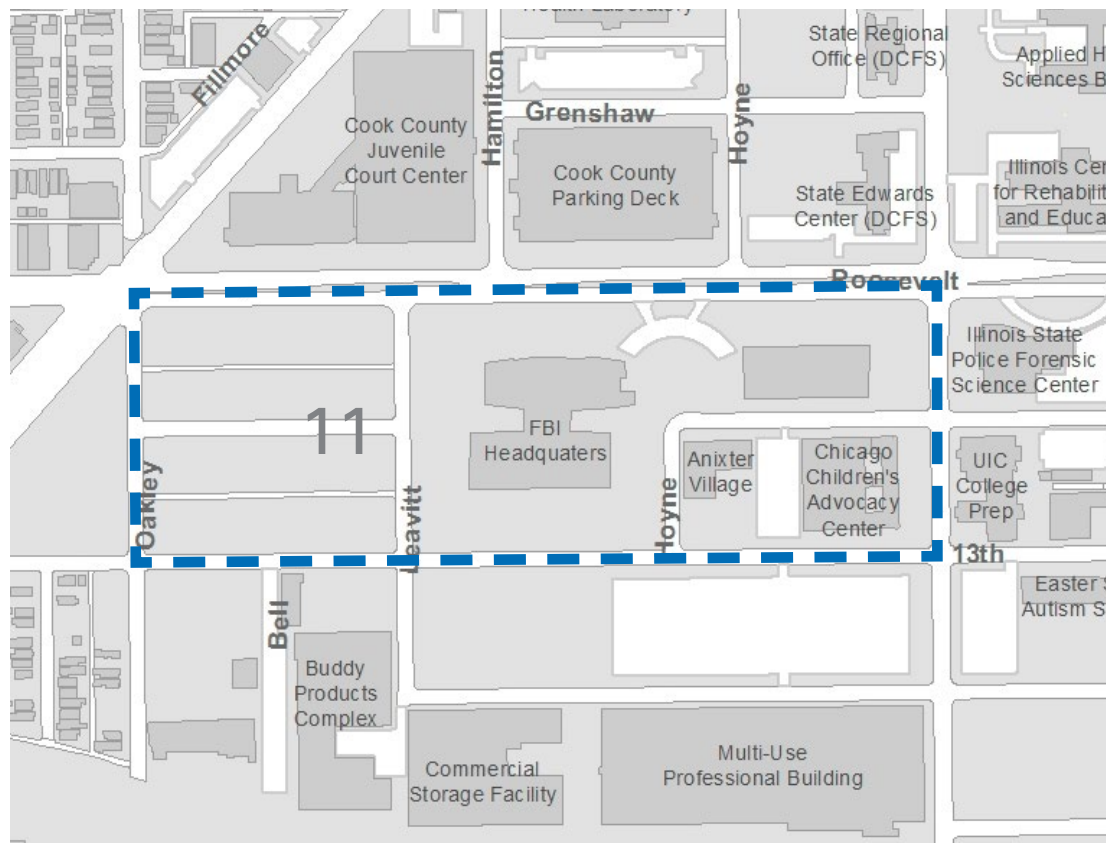 Health Laboratory
State Regional
Office (DCFS)
Applied H
Sciences B
Fillmore
Hamilton
Grenshaw
Hoyne
Cook County
Juvenile
Court Center
Cook County
Parking Deck
State Edwards
Center (DCFS)
Illinois Cen
for Rehabilit
and Educa
Roosevelt
Illinois State
Police Forensic
Science Center
11
FBI
Headquaters
Anixter
Village
Chicago
Children's
Advocacy
Center
UIC
College
Prep
Oakley
Leavitt
Hoyne
13th
Easter S
Autism S
Bell
Buddy
Products
Complex
Commercial
Storage Facility
Multi-Use
Professional Building